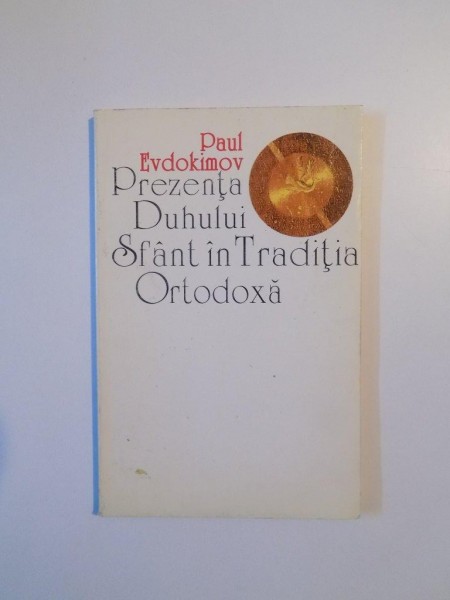 Paul
Evdokimov
Prezenţa
Duhului
Sfânt în Tradiţia
Ortodoxă